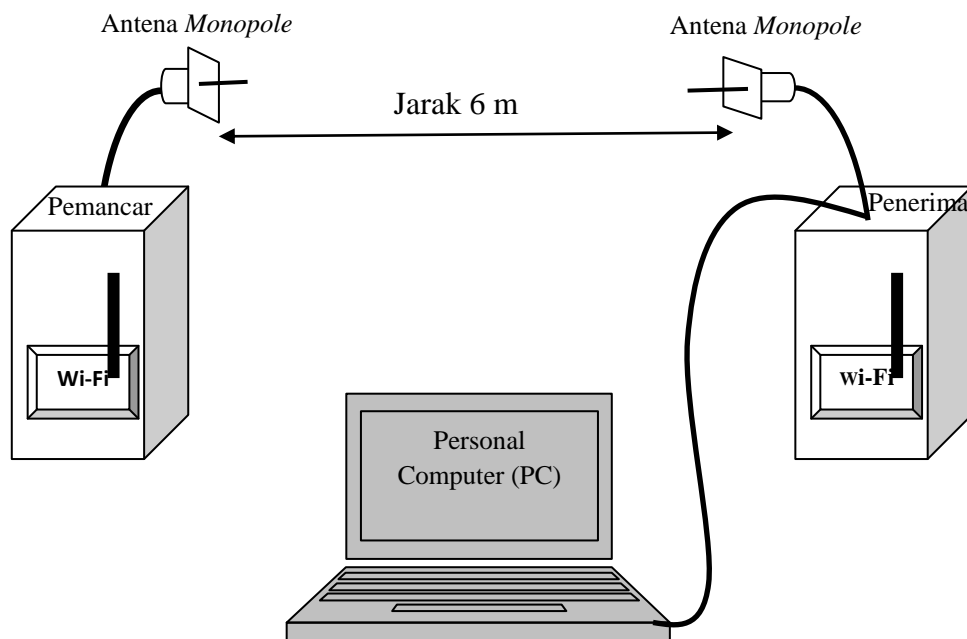 Antena Monopole
Antena Monopole
Jarak 6 m
Pemancar
Penerima
Wi-Fi
Wi-Fi
Personal
Computer (PC)